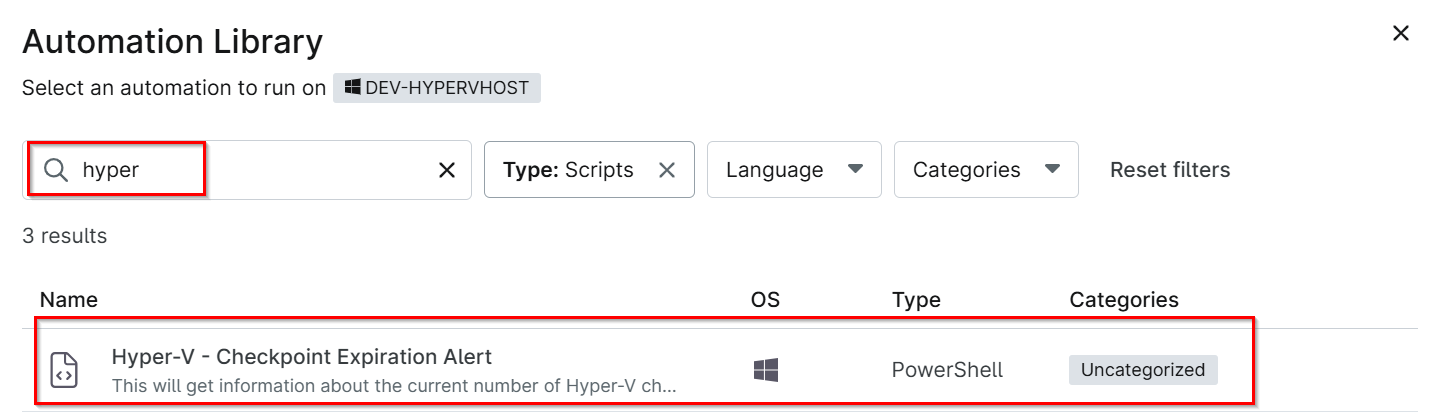 Automation Library
Select an automation to run on DEV-HYPERVHOST
hyper Type: Scripts Language Categories Reset filters
3 results
Name OS Type Categories
Hyper-V - Checkpoint Expiration Alert PowerShell Uncategorized
This will get information about the current number of Hyper-V ch...